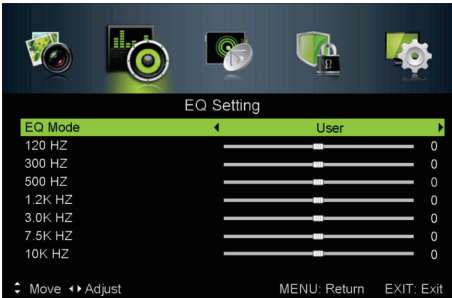 EQ Setting
EQ Mode User
120 HZ 0
300 HZ 0
500 HZ 0
1.2K HZ 0
3.0K HZ 0
7.5K HZ 0
10K HZ 0
Move Adjust MENU: Return EXIT: Exit